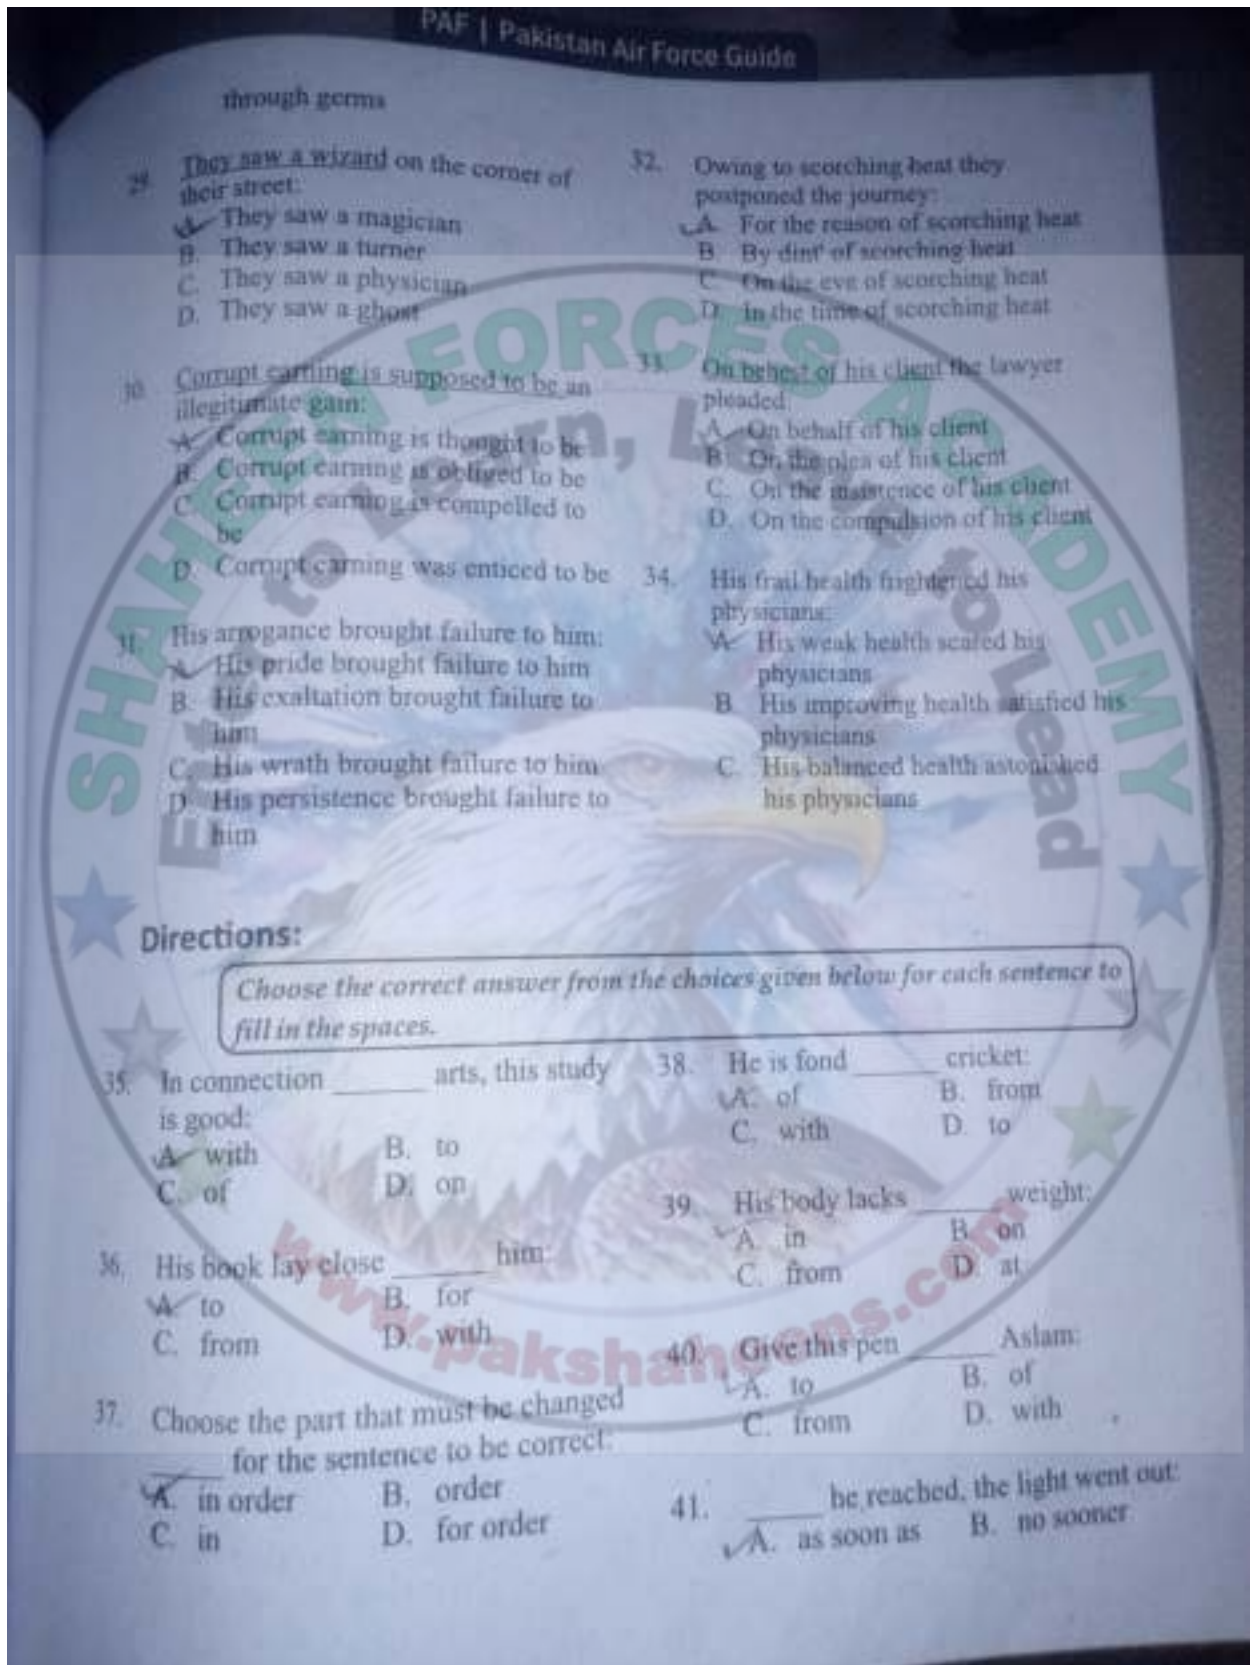 PAF | Pakistan Air Force Guide
through germs
29. They saw a wizard on the corner of
their street:
A. They saw a magician
B. They saw a turner
C. They saw a physician
D. They saw a ghost
30. Corrupt earning is supposed to be an
illegitimate gain:
A. Corrupt earning is thought to be
B. Corrupt earning is obliged to be
C. Corrupt earning is compelled to
be
D. Corrupt earning was enticed to be
31. His arrogance brought failure to him:
A. His pride brought failure to him
B. His exaltation brought failure to
him
C. His wrath brought failure to him
D. His persistence brought failure to
him
32. Owing to scorching heat they
postponed the journey:
A. For the reason of scorching heat
B. By dint of scorching heat
C. On the eve of scorching heat
D. In the time of scorching heat
33. On behest of his client the lawyer
pleaded:
A. On behalf of his client
B. On the plea of his client
C. On the insistence of his client
D. On the compulsion of his client
34. His frail health frightened his
physicians:
A. His weak health scared his
physicians
B. His improving health satisfied his
physicians
C. His balanced health astonished
his physicians
Directions:
Choose the correct answer from the choices given below for each sentence to
fill in the spaces.
35. In connection ______ arts, this study
is good:
A. with B. to
C. of D. on
36. His book lay close ______ him:
A. to B. for
C. from D. with
37. Choose the part that must be changed
______ for the sentence to be correct:
A. in order B. order
C. in D. for order
38. He is fond ______ cricket:
A. of B. from
C. with D. to
39. His body lacks ______ weight:
A. in B. on
C. from D. at
40. Give this pen ______ Aslam:
A. to B. of
C. from D. with
41. ______ he reached, the light went out:
A. as soon as B. no sooner
SHAHEEN FORCES ACADEMY
Enter to Learn, Leave to Lead
www.pakshaheens.com